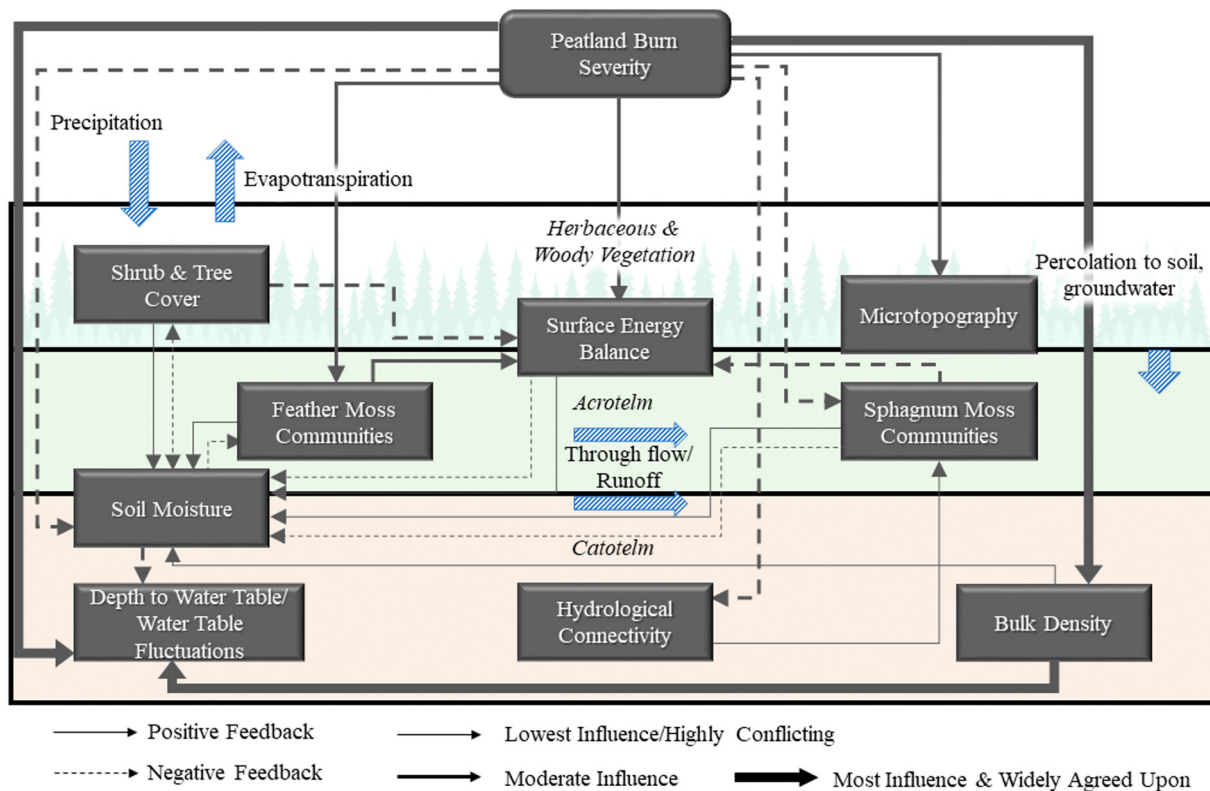 Peatland Burn
Severity
Precipitation
Evapotranspiration
Herbaceous &
Woody Vegetation
Shrub & Tree
Cover
Surface Energy
Balance
Microtopography
Percolation to soil,
groundwater
Feather Moss
Communities
Acrotelm
Through flow/
Runoff
Sphagnum Moss
Communities
Soil Moisture
Catotelm
Depth to Water Table/
Water Table
Fluctuations
Hydrological
Connectivity
Bulk Density
Positive Feedback
Lowest Influence/Highly Conflicting
Negative Feedback
Moderate Influence
Most Influence & Widely Agreed Upon